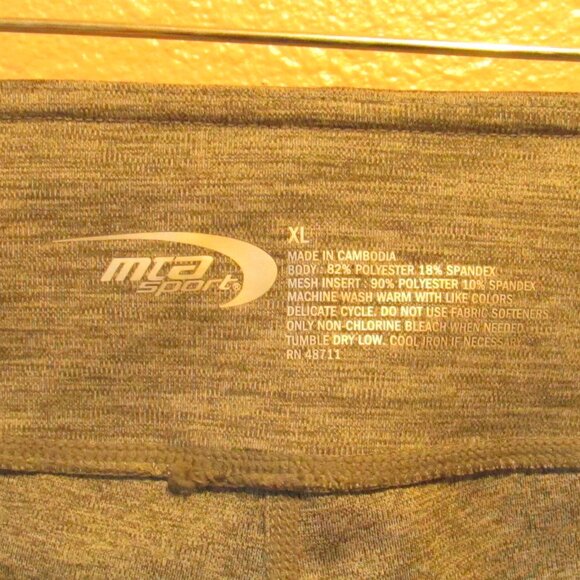 mta
sport
XL
MADE IN CAMBODIA
BODY : 82% POLYESTER 18% SPANDEX
MESH INSERT : 90% POLYESTER 10% SPANDEX
MACHINE WASH WARM WITH LIKE COLORS
DELICATE CYCLE. DO NOT USE FABRIC SOFTENERS
ONLY NON-CHLORINE BLEACH WHEN NEEDED.
TUMBLE DRY LOW. COOL IRON IF NECESSARY
RN 48711